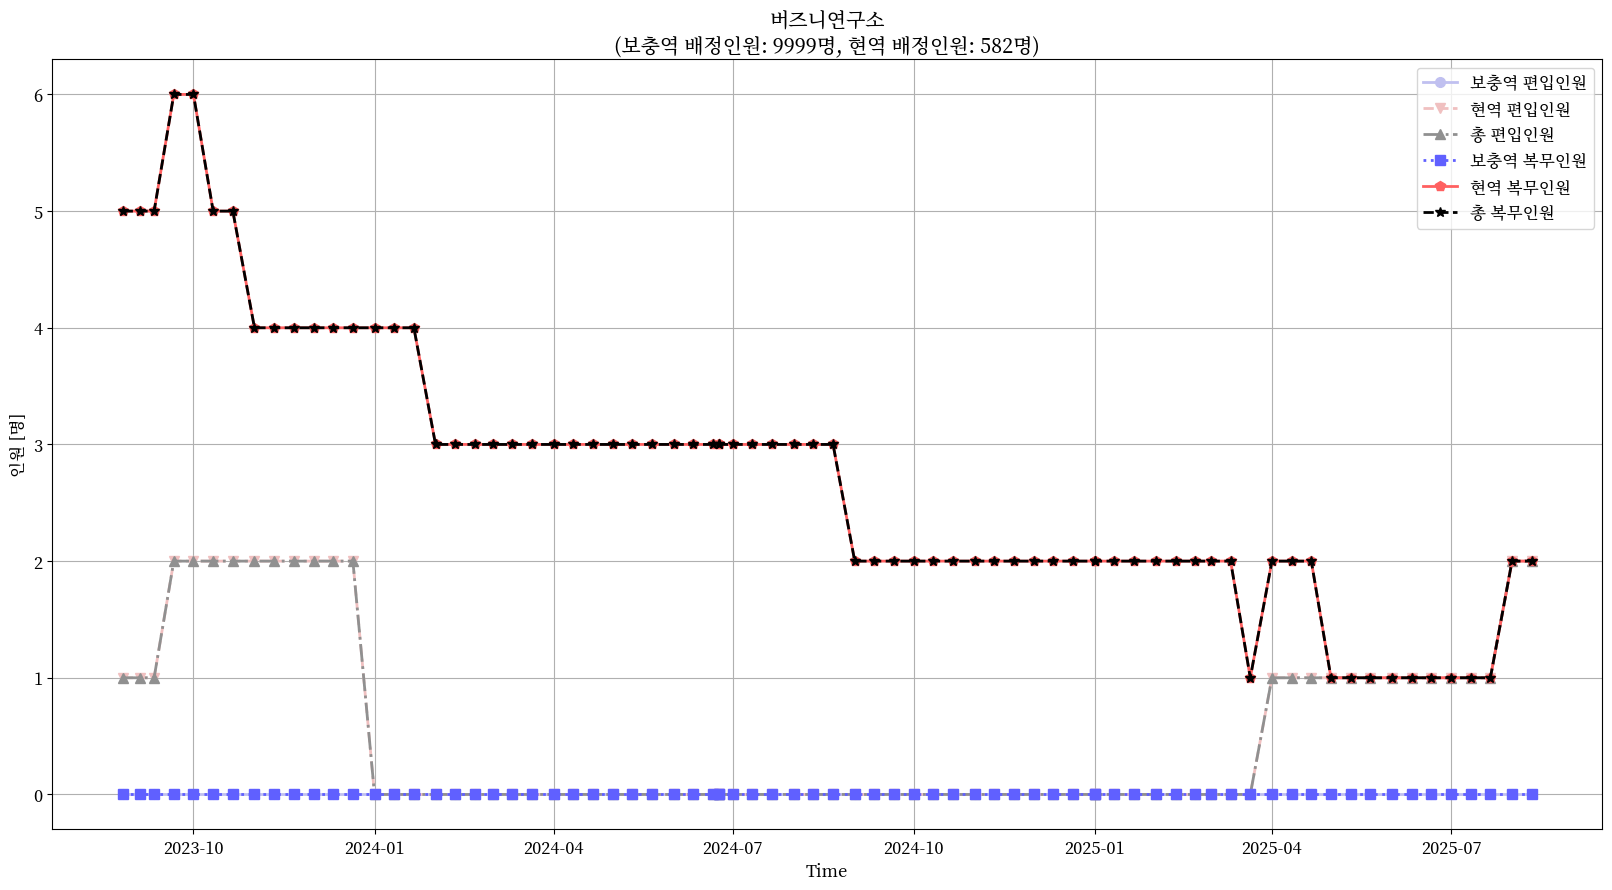 버즈니연구소
(보충역 배정인원: 9999명, 현역 배정인원: 582명)
보충역 편입인원
현역 편입인원
총 편입인원
보충역 복무인원
현역 복무인원
총 복무인원
인원 [명]
6
5
4
3
2
1
0
2023-10
2024-01
2024-04
2024-07
2024-10
2025-01
2025-04
2025-07
Time